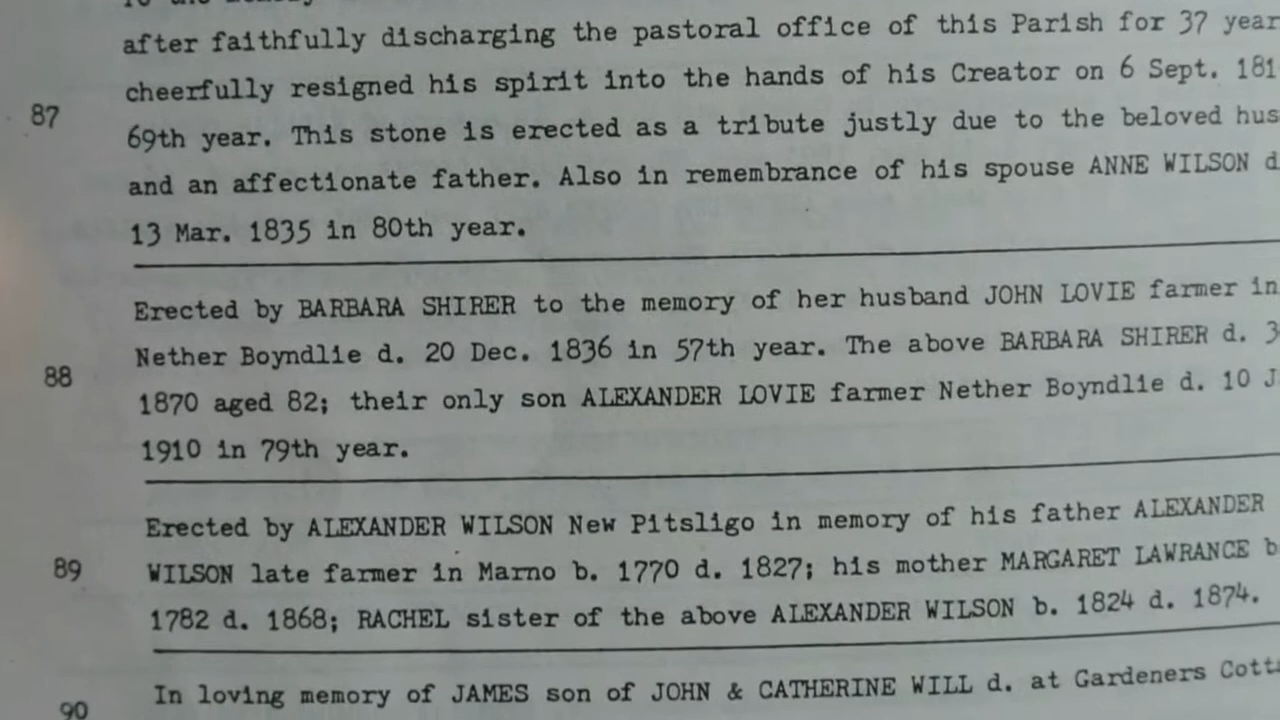 after faithfully discharging the pastoral office of this Parish for 37 year
cheerfully resigned his spirit into the hands of his Creator on 6 Sept. 181
87
69th year. This stone is erected as a tribute justly due to the beloved hus
and an affectionate father. Also in remembrance of his spouse ANNE WILSON d
13 Mar. 1835 in 80th year.
Erected by BARBARA SHIRER to the memory of her husband JOHN LOVIE farmer in
Nether Boyndlie d. 20 Dec. 1836 in 57th year. The above BARBARA SHIRER d. 3
88
1870 aged 82; their only son ALEXANDER LOVIE farmer Nether Boyndlie d. 10 J
1910 in 79th year.
Erected by ALEXANDER WILSON New Pitsligo in memory of his father ALEXANDER
89
WILSON late farmer in Marno b. 1770 d. 1827; his mother MARGARET LAWRANCE b
1782 d. 1868; RACHEL sister of the above ALEXANDER WILSON b. 1824 d. 1874.
In loving memory of JAMES son of JOHN & CATHERINE WILL d. at Gardeners Cott
90